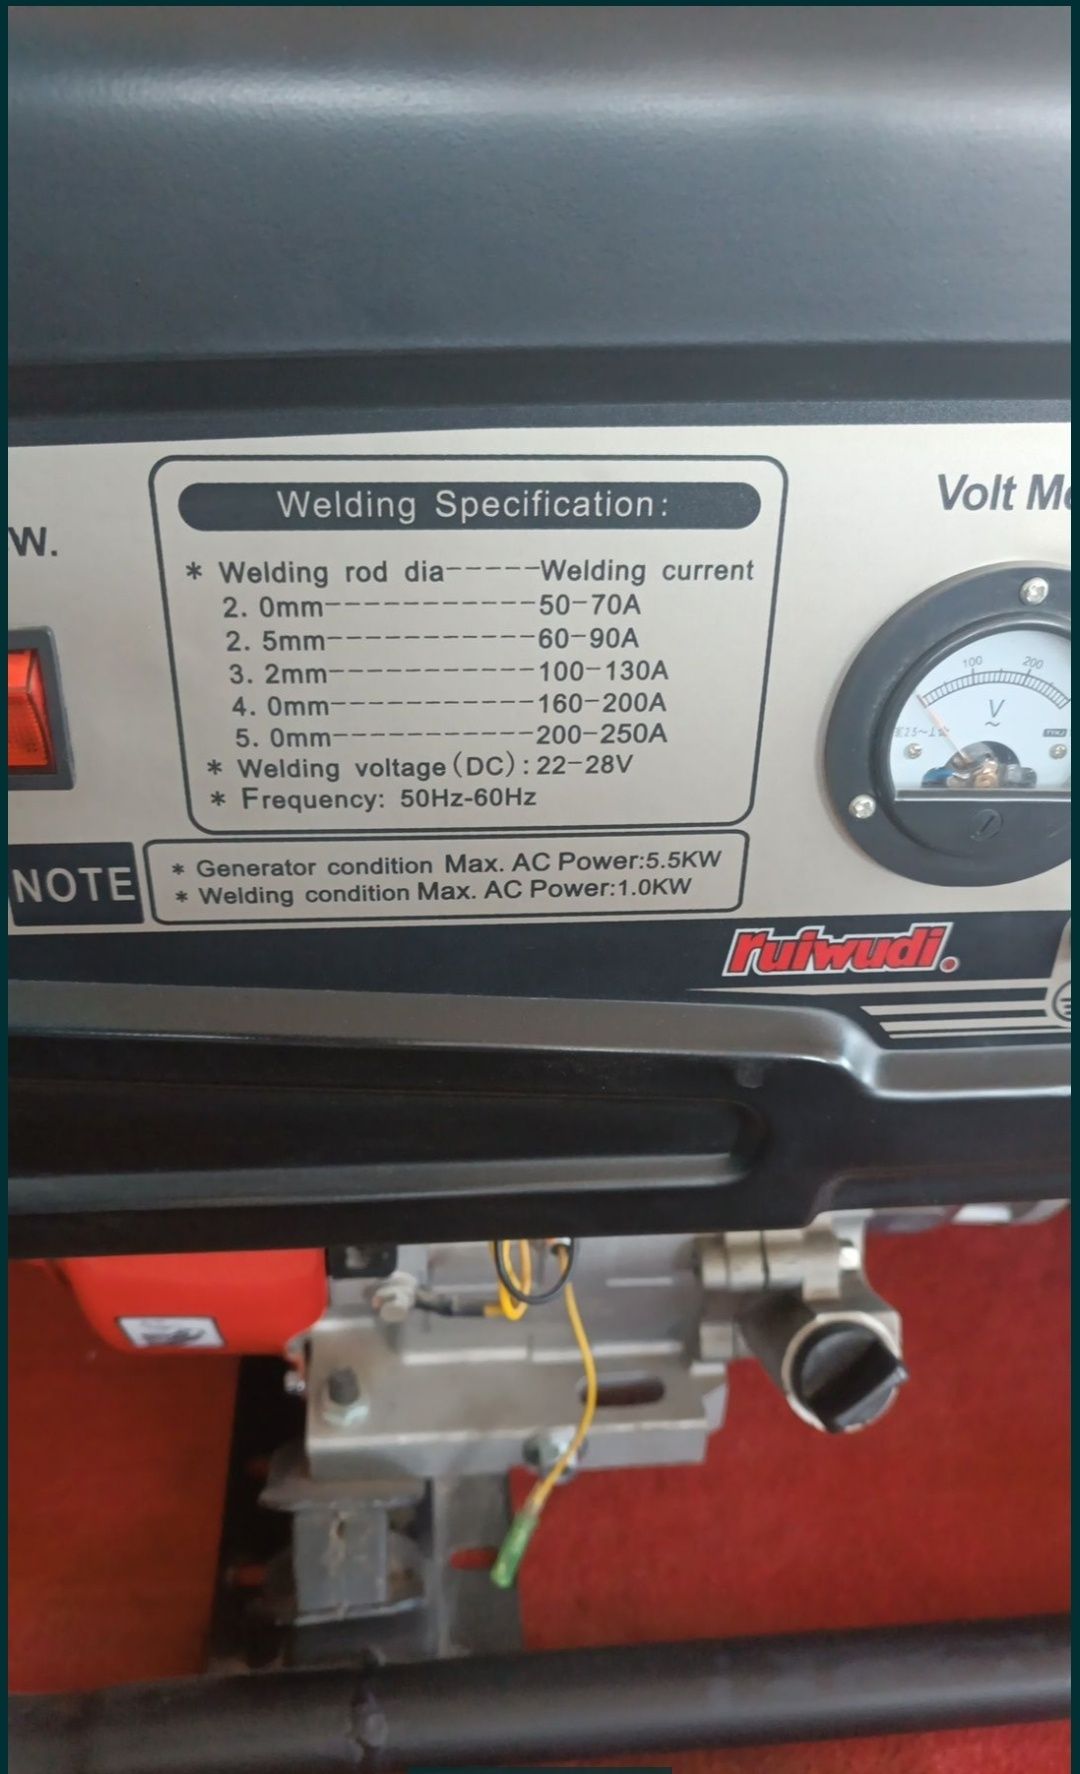 Volt M
W.
Welding Specification:
* Welding rod dia-----Welding current
2. 0mm-----------50-70A
2. 5mm-----------60-90A
3. 2mm-----------100-130A
4. 0mm-----------160-200A
5. 0mm-----------200-250A
* Welding voltage(DC):22-28V
* Frequency: 50Hz-60Hz
100 200
V
~
NOTE
* Generator condition Max. AC Power:5.5KW
* Welding condition Max. AC Power:1.0KW
ruiwudi.